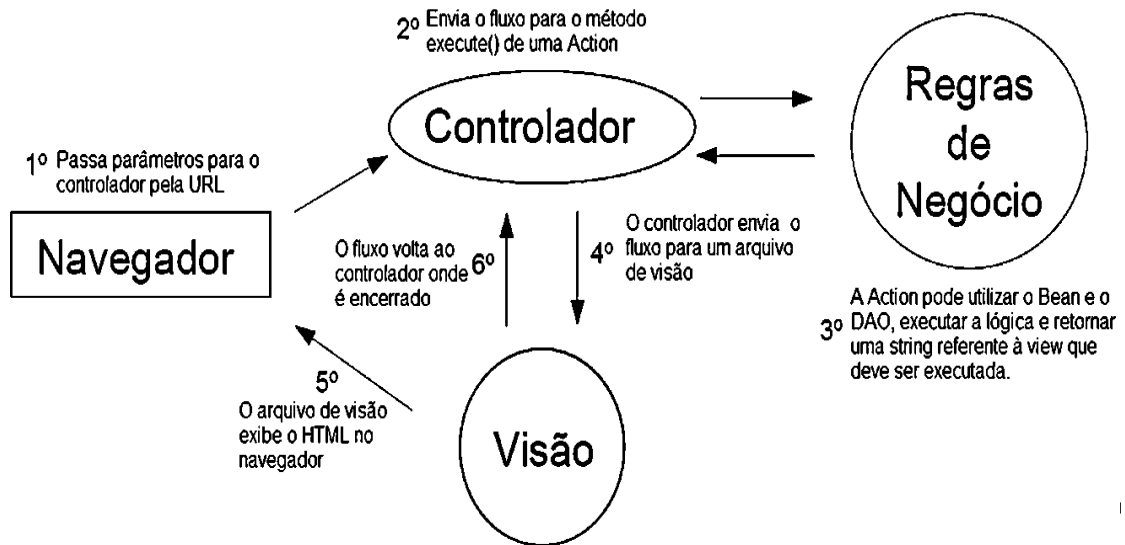 2º Envia o fluxo para o método
execute() de uma Action
Controlador
Regras
de
Negócio
1º Passa parâmetros para o
controlador pela URL
Navegador
O fluxo volta ao
controlador onde 6º
é encerrado
O controlador envia o
4º fluxo para um arquivo
de visão
A Action pode utilizar o Bean e o
3º DAO, executar a lógica e retornar
uma string referente à view que
deve ser executada.
5º
O arquivo de visão
exibe o HTML no
navegador
Visão